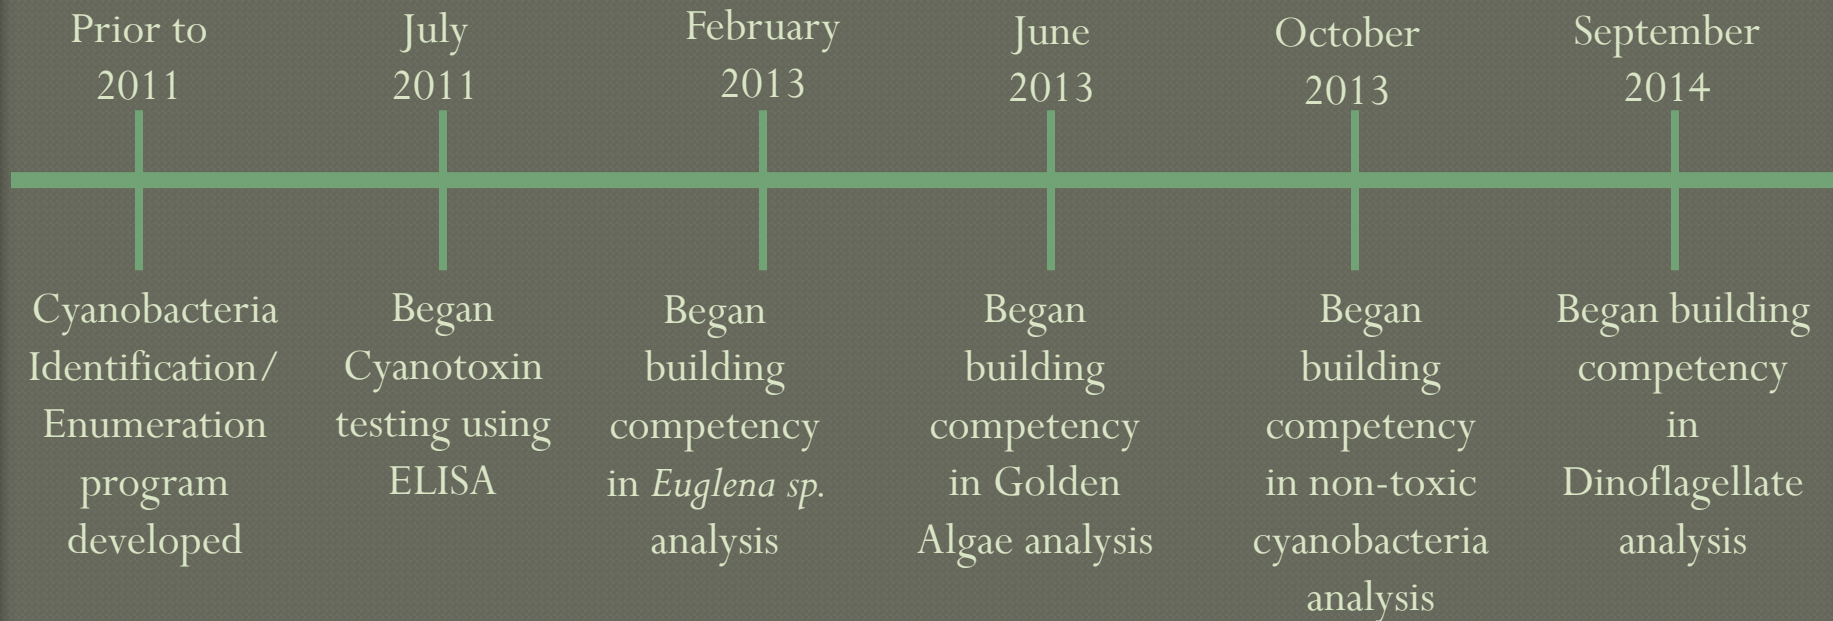 Prior to
2011
Cyanobacteria
Identification/
Enumeration
program
developed
July
2011
Began
Cyanotoxin
testing using
ELISA
February
2013
Began
building
competency
in Euglena sp.
analysis
June
2013
Began
building
competency
in Golden
Algae analysis
October
2013
Began
building
competency
in non-toxic
cyanobacteria
analysis
September
2014
Began building
competency
in
Dinoflagellate
analysis